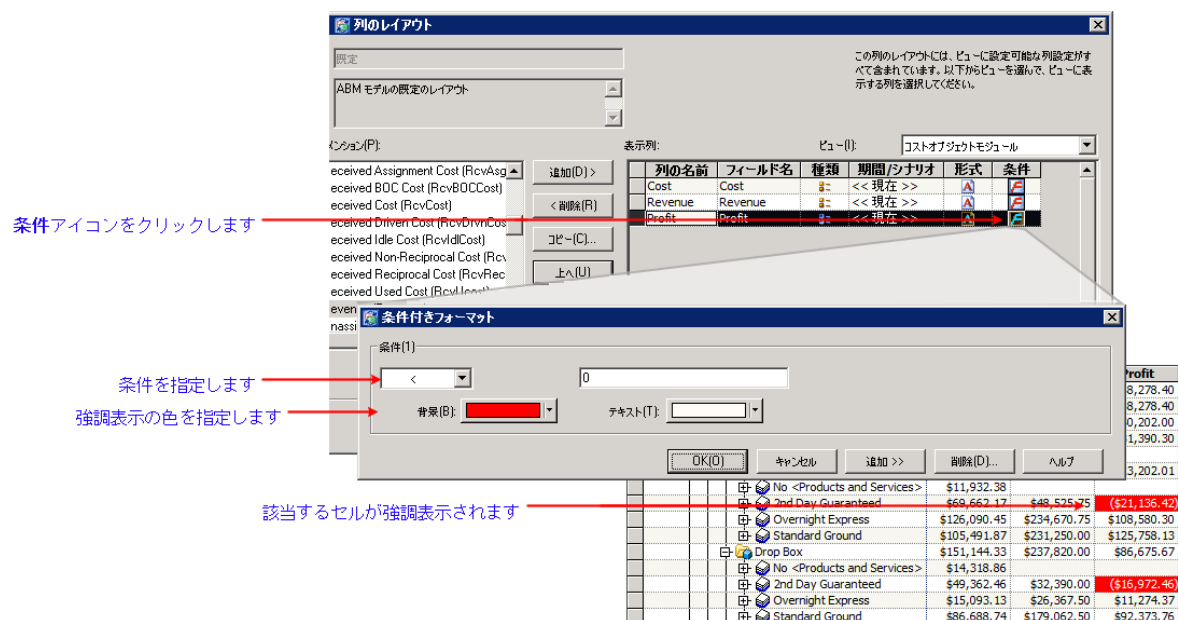 列のレイアウト
既定
この列のレイアウトには、ビューに設定可能な列設定がす
べて含まれています。以下からビューを選んで、ビューに表
示する列を選択してください。
ABM モデルの既定のレイアウト
メンション(P):
表示列:
ビュー(I):
コストオブジェクトモジュール
eceived Assignment Cost (RcvAsg
eceived BOC Cost (RcvBOCCost)
eceived Cost (RcvCost)
eceived Driven Cost (RcvDrvnCos
eceived Idle Cost (RcvIdlCost)
eceived Non-Reciprocal Cost (Rcv
eceived Reciprocal Cost (RcvRec
eceived Used Cost (RcvUcost)
even
nassi
追加(D) >
< 削除(R)
コピー(C)...
上へ(U)
列の名前 フィールド名 種類 期間/シナリオ 形式 条件
Cost Cost << 現在 >>
Revenue Revenue << 現在 >>
Profit Profit << 現在 >>
条件アイコンをクリックします
条件付きフォーマット
条件(1)
< 0
背景(B): テキスト(T):
OK(O) キャンセル 追加 >> 削除(D)... ヘルプ
条件を指定します
強調表示の色を指定します
該当するセルが強調表示されます
rofit
8,278.40
8,278.40
0,202.00
1,390.30
3,202.01
No <Products and Services> $11,932.38
2nd Day Guaranteed $69,662.17 $48,525.75 ($21,136.42)
Overnight Express $126,090.45 $234,670.75 $108,580.30
Standard Ground $105,491.87 $231,250.00 $125,758.13
Drop Box $151,144.33 $237,820.00 $86,675.67
No <Products and Services> $14,318.86
2nd Day Guaranteed $49,362.46 $32,390.00 ($16,972.46)
Overnight Express $15,093.13 $26,367.50 $11,274.37
Standard Ground $86,688.74 $179,062.50 $92,373.76